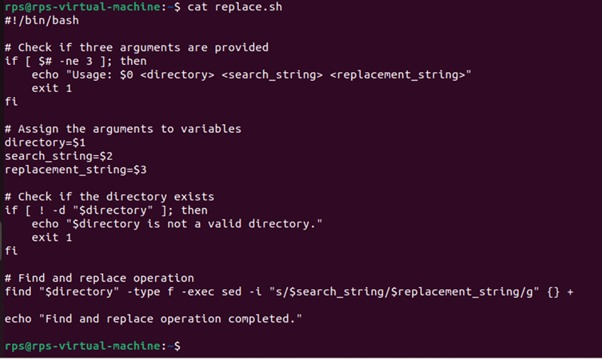 rps@rps-virtual-machine:~$ cat replace.sh
#!/bin/bash
# Check if three arguments are provided
if [ $# -ne 3 ]; then
    echo "Usage: $0 <directory> <search_string> <replacement_string>"
    exit 1
fi
# Assign the arguments to variables
directory=$1
search_string=$2
replacement_string=$3
# Check if the directory exists
if [ ! -d "$directory" ]; then
    echo "$directory is not a valid directory."
    exit 1
fi
# Find and replace operation
find "$directory" -type f -exec sed -i "s/$search_string/$replacement_string/g" {} +
echo "Find and replace operation completed."
rps@rps-virtual-machine:~$